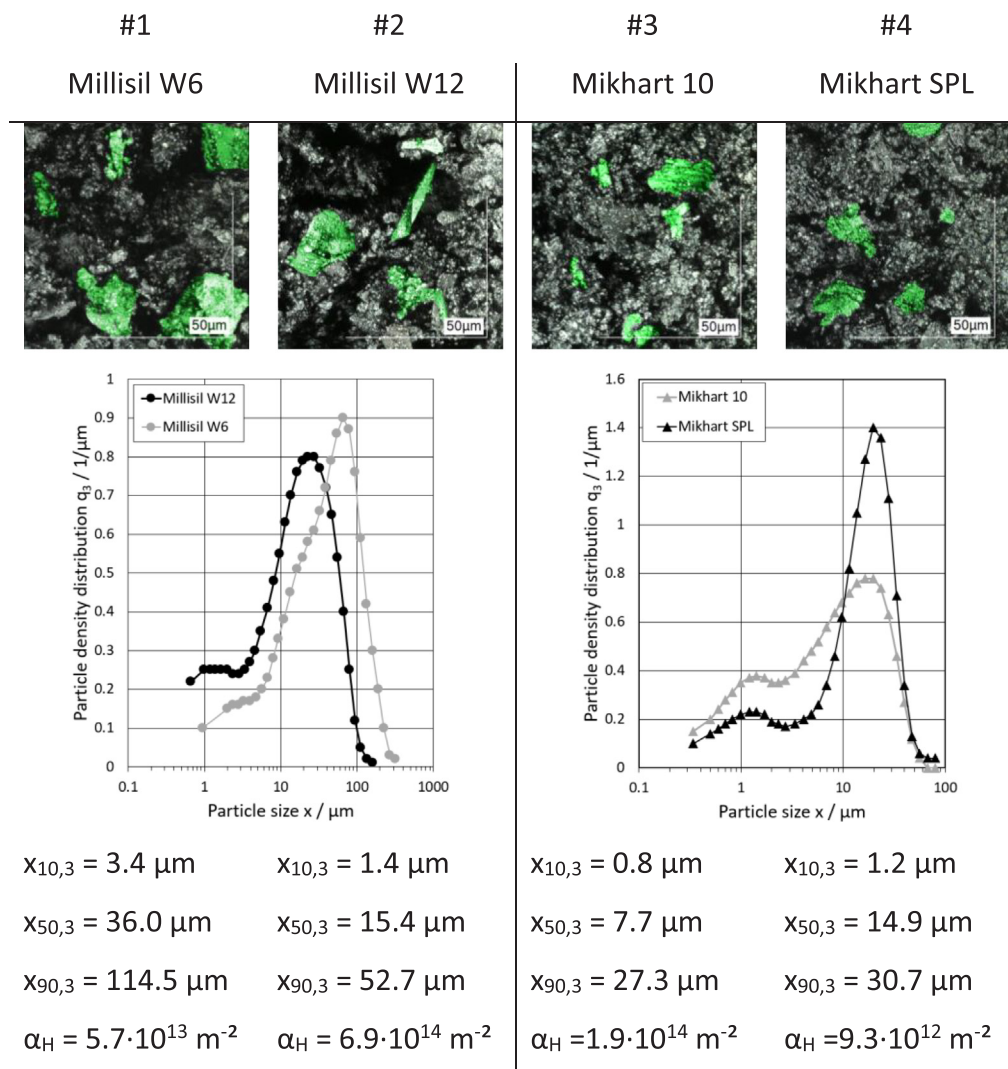 #1 #2 #3 #4
Millisil W6 Millisil W12 Mikhart 10 Mikhart SPL
50µm 50µm 50µm 50µm
Particle density distribution q₃ / 1/µm
1
0.9
0.8
0.7
0.6
0.5
0.4
0.3
0.2
0.1
0
Millisil W12
Millisil W6
0.1 1 10 100 1000
Particle size x / µm
Particle density distribution q₃ / 1/µm
1.6
1.4
1.2
1
0.8
0.6
0.4
0.2
0
Mikhart 10
Mikhart SPL
0.1 1 10 100
Particle size x / µm
x₁₀,₃ = 3.4 µm x₁₀,₃ = 1.4 µm x₁₀,₃ = 0.8 µm x₁₀,₃ = 1.2 µm
x₅₀,₃ = 36.0 µm x₅₀,₃ = 15.4 µm x₅₀,₃ = 7.7 µm x₅₀,₃ = 14.9 µm
x₉₀,₃ = 114.5 µm x₉₀,₃ = 52.7 µm x₉₀,₃ = 27.3 µm x₉₀,₃ = 30.7 µm
α_H = 5.7·10¹³ m⁻² α_H = 6.9·10¹⁴ m⁻² α_H =1.9·10¹⁴ m⁻² α_H =9.3·10¹² m⁻²